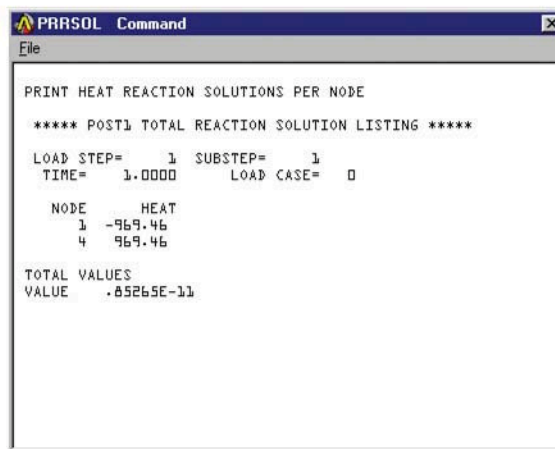 PRRSOL Command
File
PRINT HEAT REACTION SOLUTIONS PER NODE
***** POST1 TOTAL REACTION SOLUTION LISTING *****
LOAD STEP= 1 SUBSTEP= 1
TIME= 1.0000 LOAD CASE= 0
NODE HEAT
1 -969.46
4 969.46
TOTAL VALUES
VALUE .85265E-11